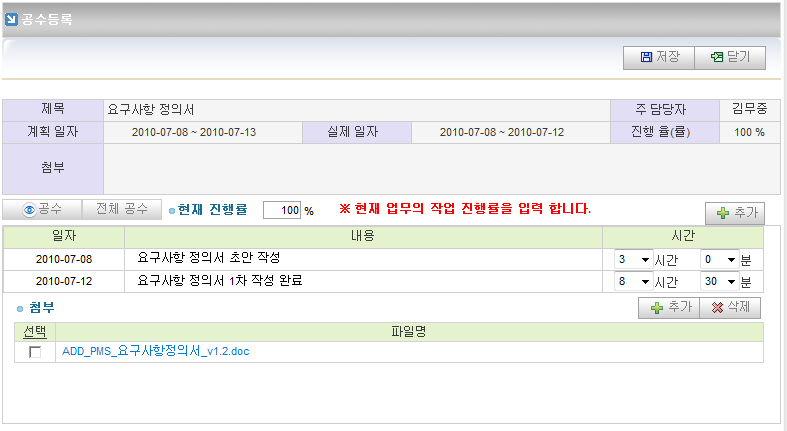 공수등록
저장 닫기
제목 요구사항 정의서 주 담당자 김무중
계획 일자 2010-07-08 ~ 2010-07-13 실제 일자 2010-07-08 ~ 2010-07-12 진행 율(률) 100 %
첨부
공수 전체 공수 현재 진행률 100 % ※ 현재 업무의 작업 진행률을 입력 합니다. 추가
일자 내용 시간
2010-07-08 요구사항 정의서 초안 작성 3 시간 0 분
2010-07-12 요구사항 정의서 1차 작성 완료 8 시간 30 분
첨부 추가 삭제
선택 파일명
ADD_PMS_요구사항정의서_v1.2.doc